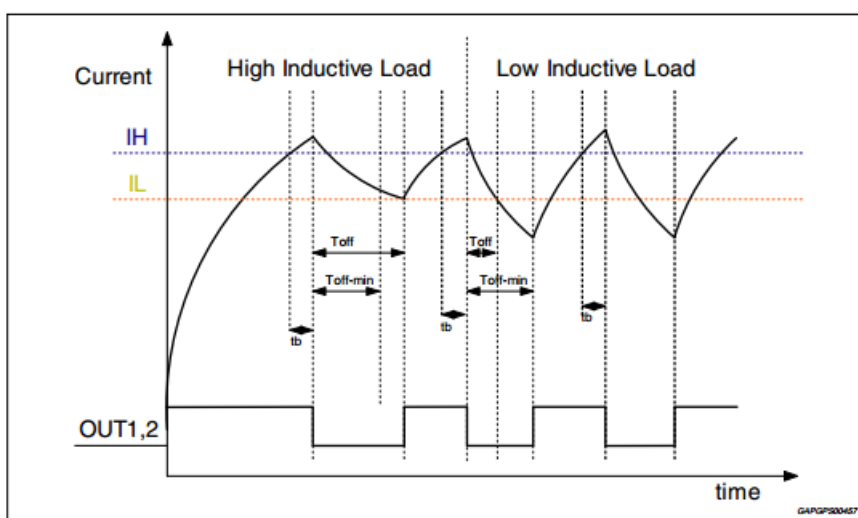 High Inductive Load
Low Inductive Load
Current
IH
IL
Toff
Toff
Toff-min
Toff-min
tb
tb
tb
OUT1,2
time
GAPGPS00457